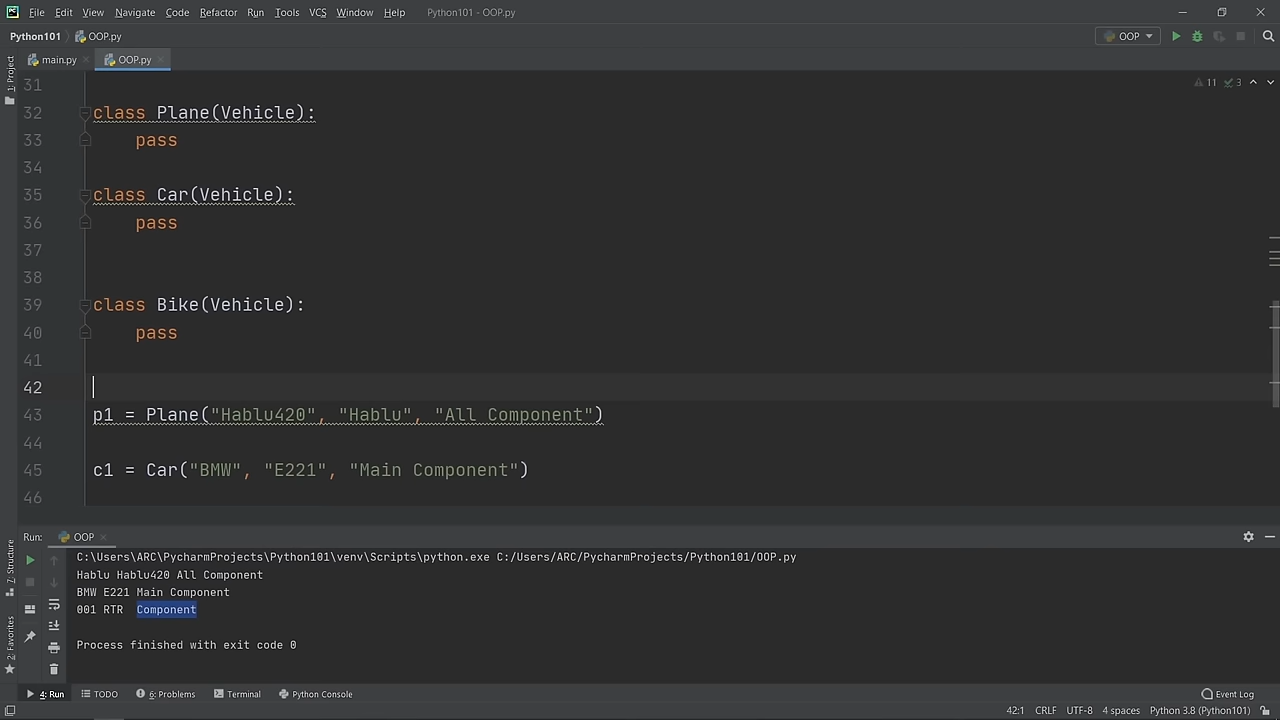 File Edit View Navigate Code Refactor Run Tools VCS Window Help Python101 - OOP.py
Python101 OOP.py OOP
main.py OOP.py
1: Project
11 3
31
32 class Plane(Vehicle):
33 pass
34
35 class Car(Vehicle):
36 pass
37
38
39 class Bike(Vehicle):
40 pass
41
42
43 p1 = Plane("Hablu420", "Hablu", "All Component")
44
45 c1 = Car("BMW", "E221", "Main Component")
46
Run: OOP
C:\Users\ARC\PycharmProjects\Python101\venv\Scripts\python.exe C:/Users/ARC/PycharmProjects/Python101/OOP.py
Hablu Hablu420 All Component
BMW E221 Main Component
001 RTR  Component
Process finished with exit code 0
7: Structure
2: Favorites
4: Run TODO 6: Problems Terminal Python Console Event Log
42:1 CRLF UTF-8 4 spaces Python 3.8 (Python101)